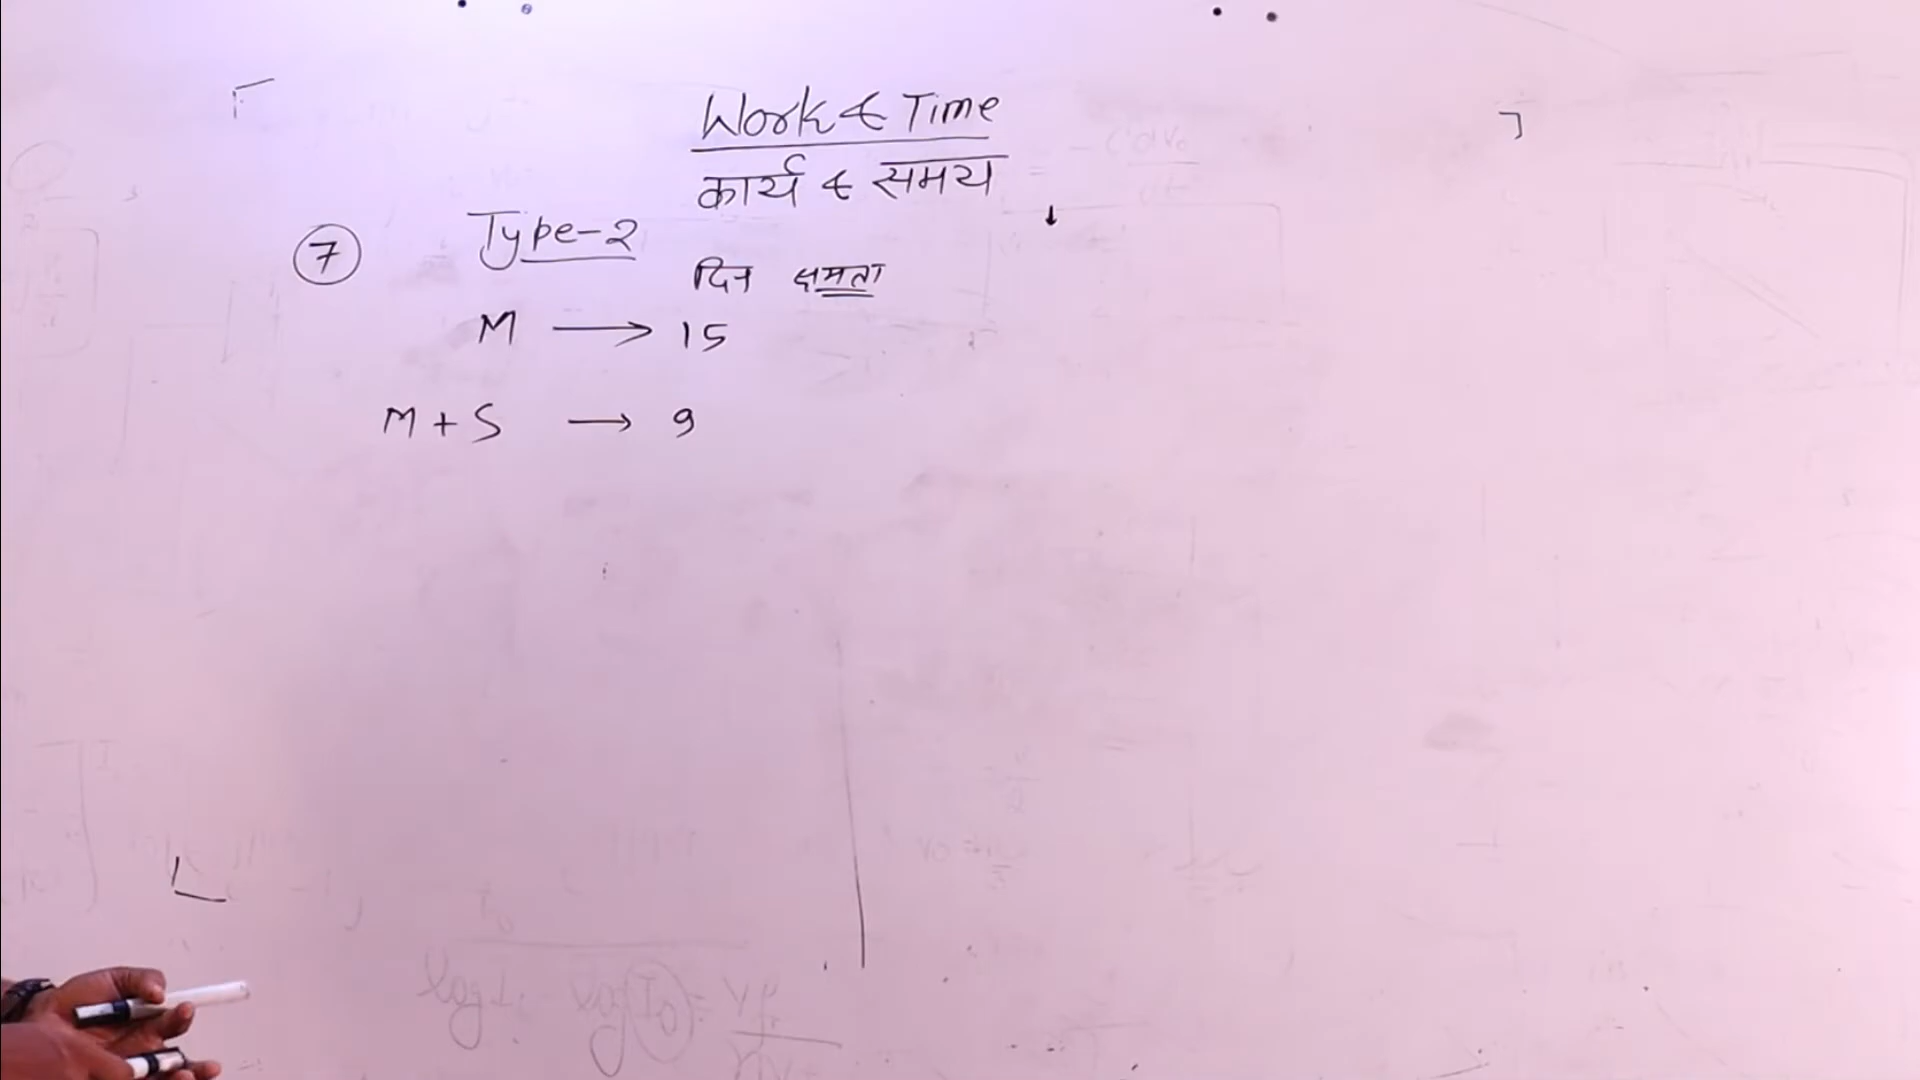 Work & Time
कार्य & समय
7 Type-2
दिन क्षमता
M → 15
M + S → 9